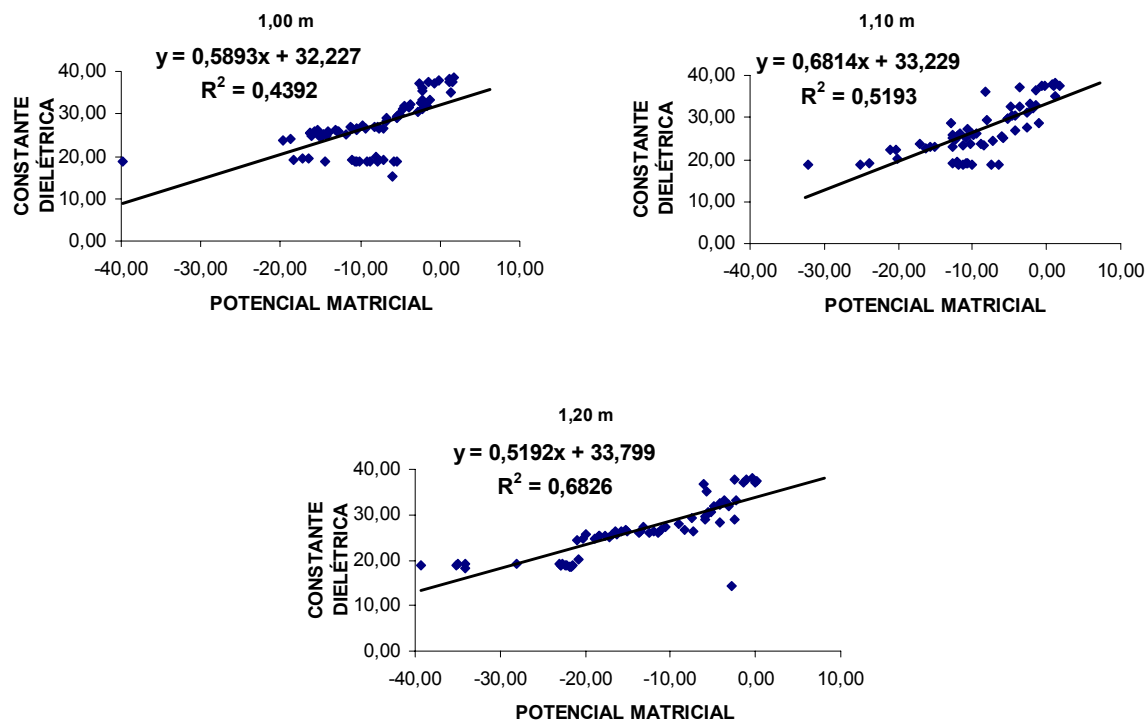 1,00 m
y = 0,5893x + 32,227
R² = 0,4392
40,00
30,00
20,00
10,00
0,00
-40,00 -30,00 -20,00 -10,00 0,00 10,00
CONSTANTE
DIELÉTRICA
POTENCIAL MATRICIAL
1,10 m
y = 0,6814x + 33,229
R² = 0,5193
40,00
30,00
20,00
10,00
0,00
-40,00 -30,00 -20,00 -10,00 0,00 10,00
CONSTANTE
DIELÉTRICA
POTENCIAL MATRICIAL
1,20 m
y = 0,5192x + 33,799
R² = 0,6826
40,00
30,00
20,00
10,00
0,00
-40,00 -30,00 -20,00 -10,00 0,00 10,00
CONSTANTE
DIELÉTRICA
POTENCIAL MATRICIAL